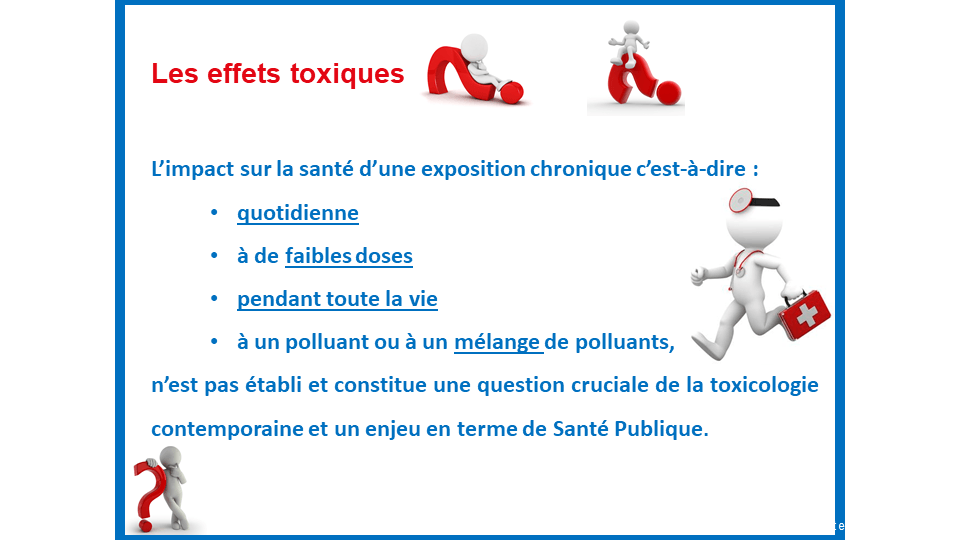 Les effets toxiques
L’impact sur la santé d’une exposition chronique c’est-à-dire :
• quotidienne
• à de faibles doses
• pendant toute la vie
• à un polluant ou à un mélange de polluants,
n’est pas établi et constitue une question cruciale de la toxicologie
contemporaine et un enjeu en terme de Santé Publique.